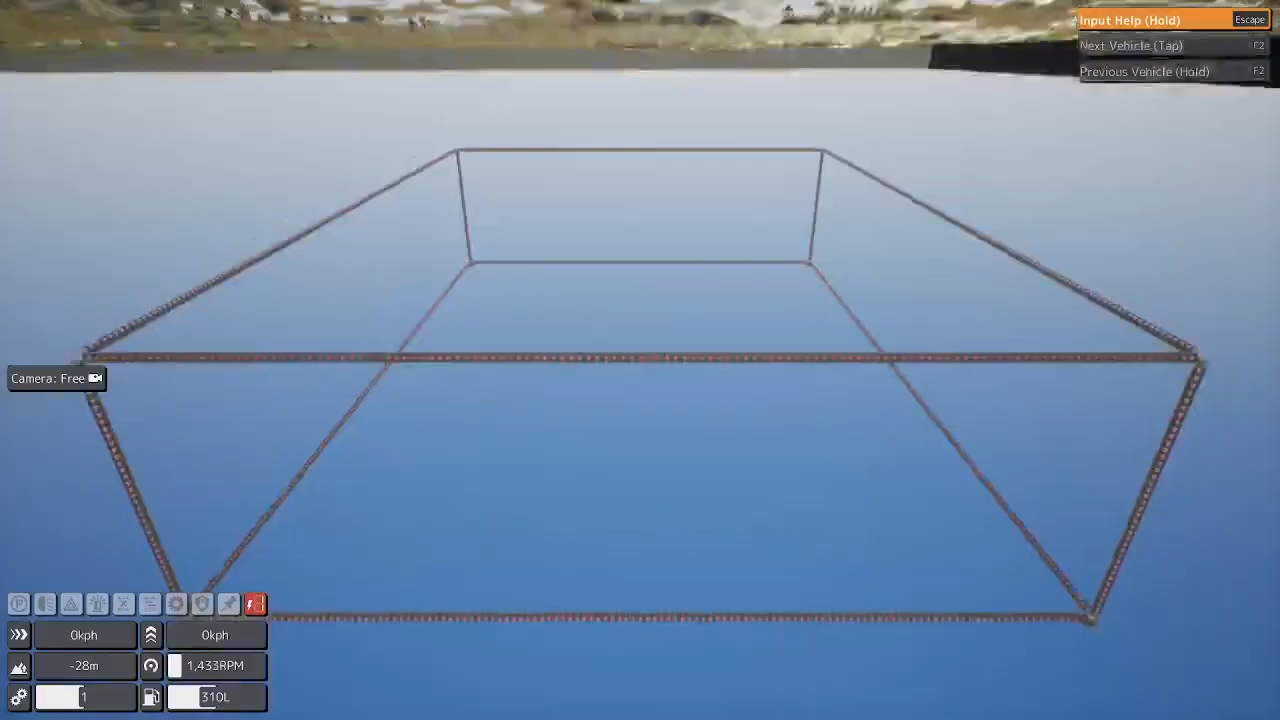 Input Help (Hold) Escape
Next Vehicle (Tap) F2
Previous Vehicle (Hold) F2
Camera: Free
0kph 0kph
-28m 1,433RPM
1 310L